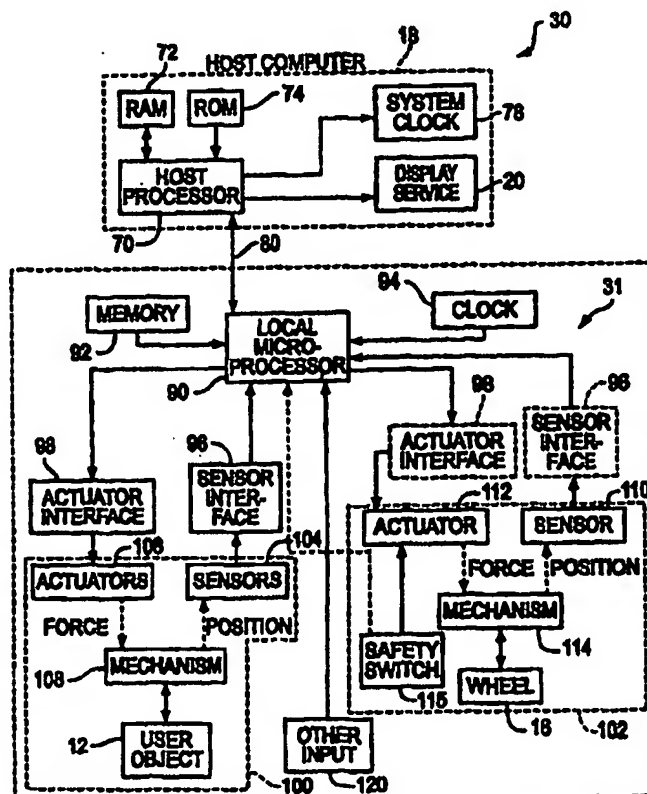 30
HOST COMPUTER
18
72
74
RAM
ROM
SYSTEM
CLOCK
78
HOST
PROCESSOR
DISPLAY
SERVICE
20
70
80
31
94
MEMORY
CLOCK
92
LOCAL
MICRO-
PROCESSOR
90
98
96
98
96
ACTUATOR
INTERFACE
SENSOR
INTER-
FACE
ACTUATOR
INTERFACE
SENSOR
INTER-
FACE
112
110
106
104
ACTUATOR
SENSOR
ACTUATORS
SENSORS
FORCE
POSITION
FORCE
POSITION
MECHANISM
114
108
MECHANISM
SAFETY
SWITCH
115
WHEEL
16
102
12
USER
OBJECT
100
OTHER
INPUT
120